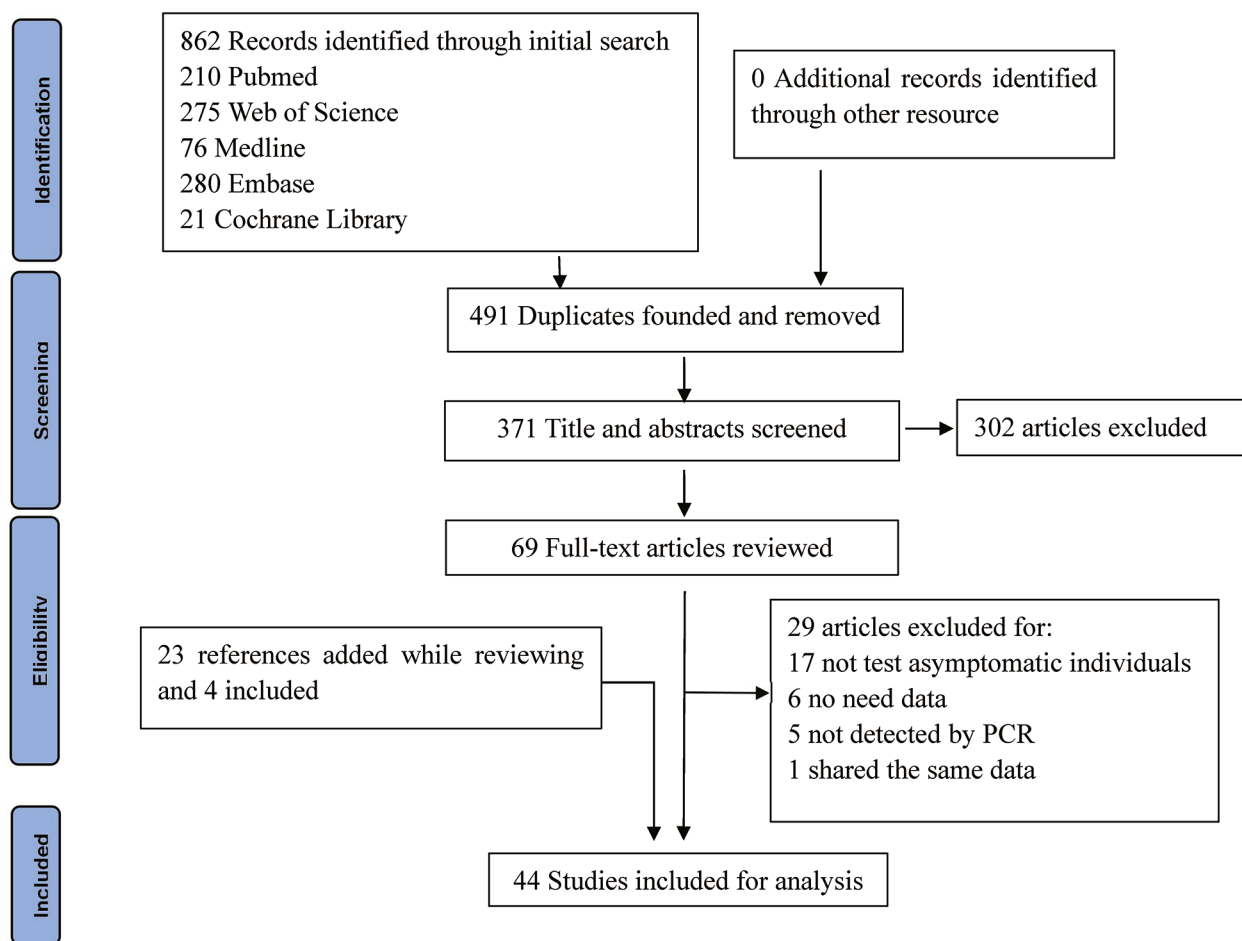 Identification
862 Records identified through initial search
210 Pubmed
275 Web of Science
76 Medline
280 Embase
21 Cochrane Library
0 Additional records identified
through other resource
Screening
491 Duplicates founded and removed
371 Title and abstracts screened
302 articles excluded
Eligibility
69 Full-text articles reviewed
23 references added while reviewing
and 4 included
29 articles excluded for:
17 not test asymptomatic individuals
6 no need data
5 not detected by PCR
1 shared the same data
Included
44 Studies included for analysis